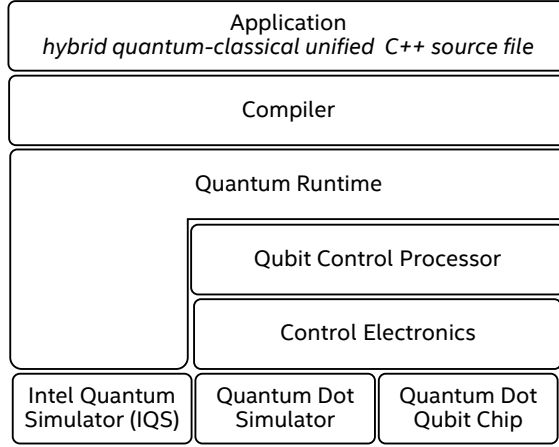 Application
hybrid quantum-classical unified C++ source file
Compiler
Quantum Runtime
Qubit Control Processor
Control Electronics
Intel Quantum
Simulator (IQS)
Quantum Dot
Simulator
Quantum Dot
Qubit Chip